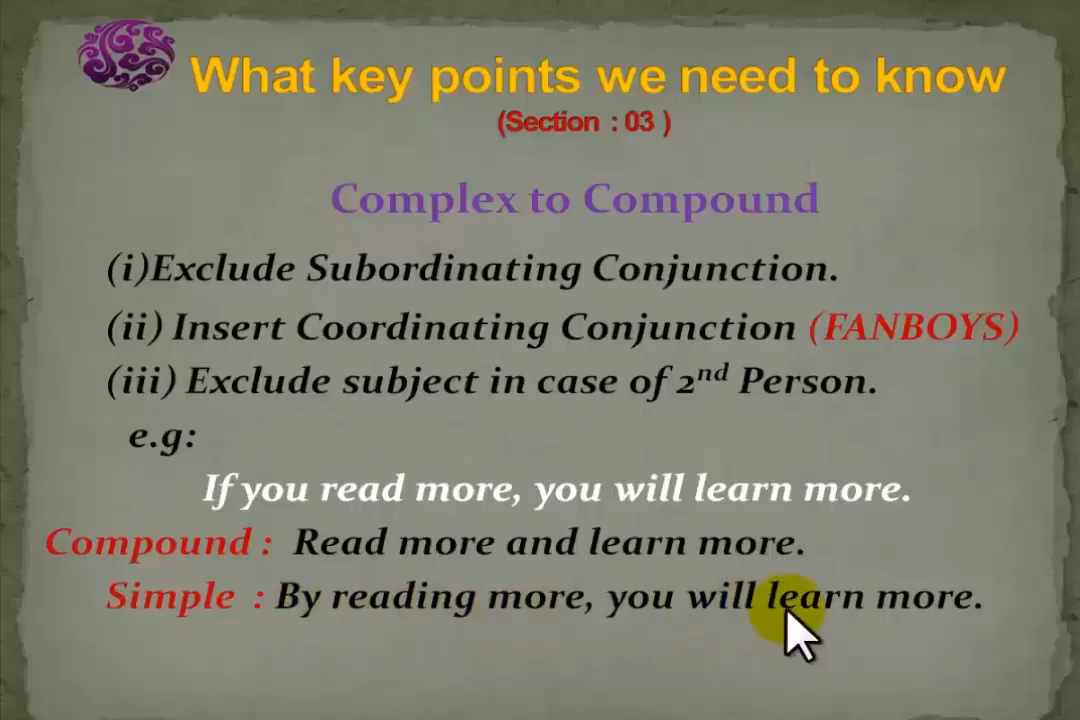 What key points we need to know
(Section : 03 )
Complex to Compound
(i)Exclude Subordinating Conjunction.
(ii) Insert Coordinating Conjunction (FANBOYS)
(iii) Exclude subject in case of 2nd Person.
e.g:
If you read more, you will learn more.
Compound : Read more and learn more.
Simple : By reading more, you will learn more.